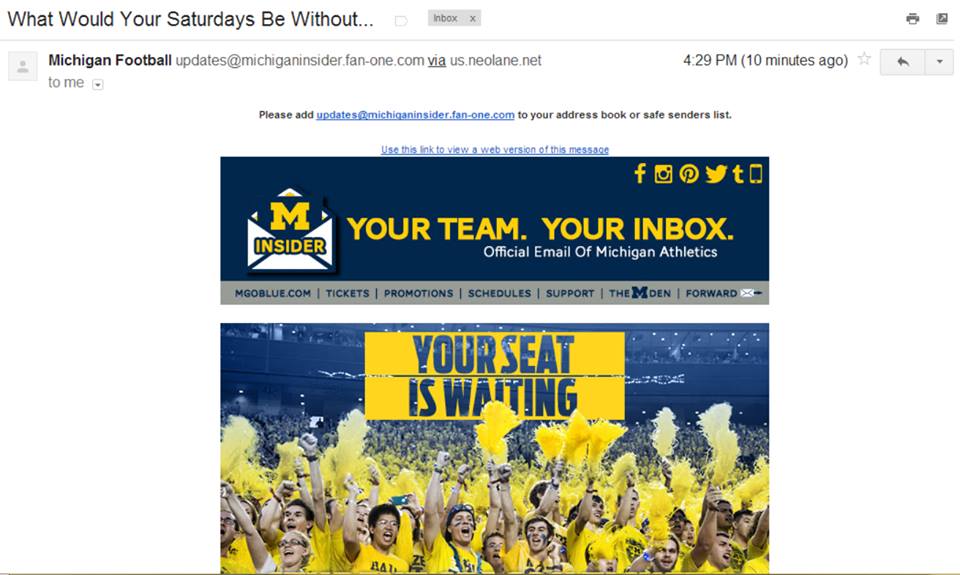 What Would Your Saturdays Be Without...
Inbox x
Michigan Football updates@michiganinsider.fan-one.com via us.neolane.net
4:29 PM (10 minutes ago)
to me
Please add updates@michiganinsider.fan-one.com to your address book or safe senders list.
Use this link to view a web version of this message
M
INSIDER
YOUR TEAM. YOUR INBOX.
Official Email Of Michigan Athletics
MGOBLUE.COM | TICKETS | PROMOTIONS | SCHEDULES | SUPPORT | THE M DEN | FORWARD
YOUR SEAT
IS WAITING